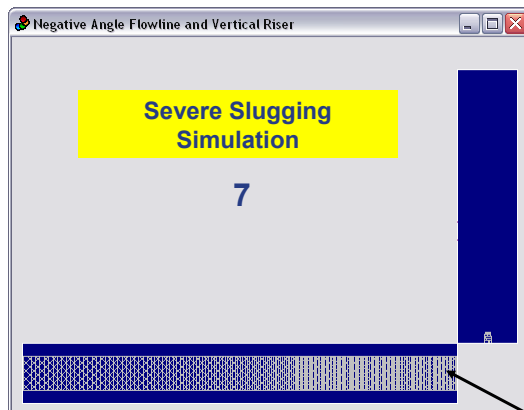 Negative Angle Flowline and Vertical Riser
Severe Slugging
Simulation
7